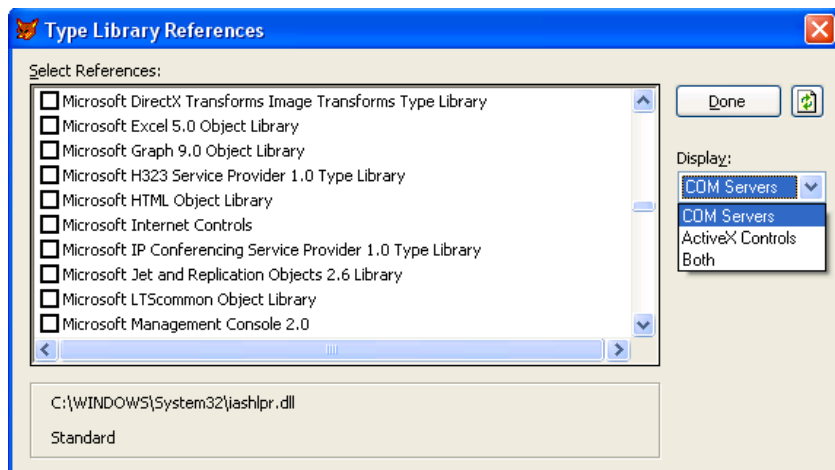 Type Library References
Select References:
Microsoft DirectX Transforms Image Transforms Type Library
Microsoft Excel 5.0 Object Library
Microsoft Graph 9.0 Object Library
Microsoft H323 Service Provider 1.0 Type Library
Microsoft HTML Object Library
Microsoft Internet Controls
Microsoft IP Conferencing Service Provider 1.0 Type Library
Microsoft Jet and Replication Objects 2.6 Library
Microsoft LTScommon Object Library
Microsoft Management Console 2.0
Done
Display:
COM Servers
COM Servers
ActiveX Controls
Both
C:\WINDOWS\System32\iashlpr.dll
Standard